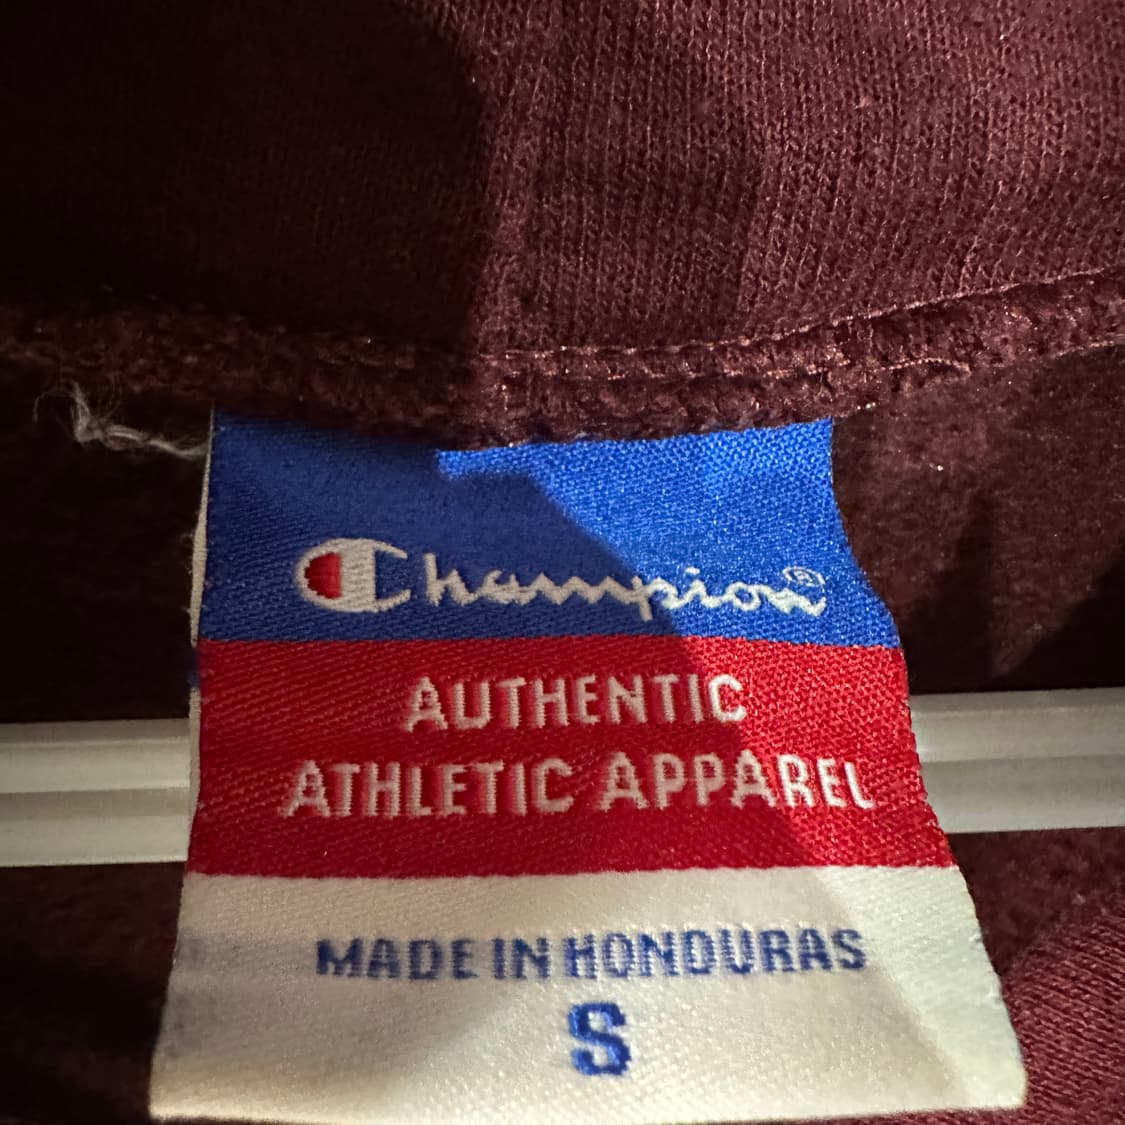 Champion®
AUTHENTIC
ATHLETIC APPAREL
MADE IN HONDURAS
S